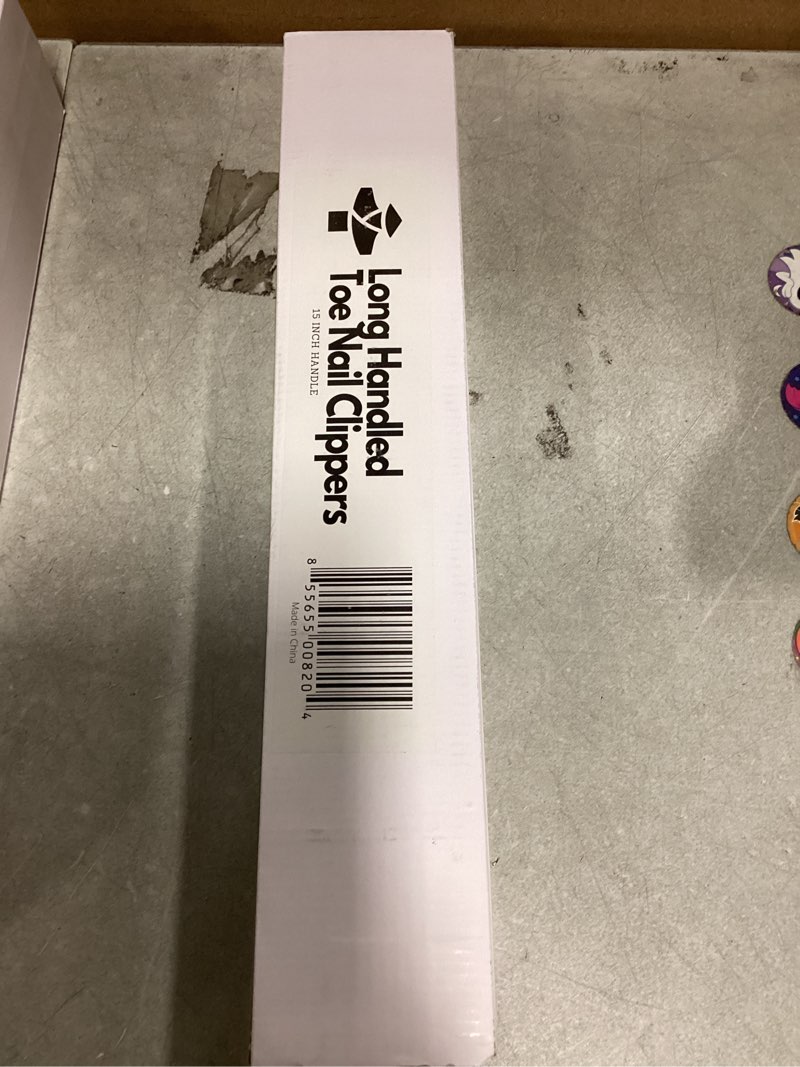 Long Handled
Toe Nail Clippers
15 INCH HANDLE
8 55655 00820 4
Made in China